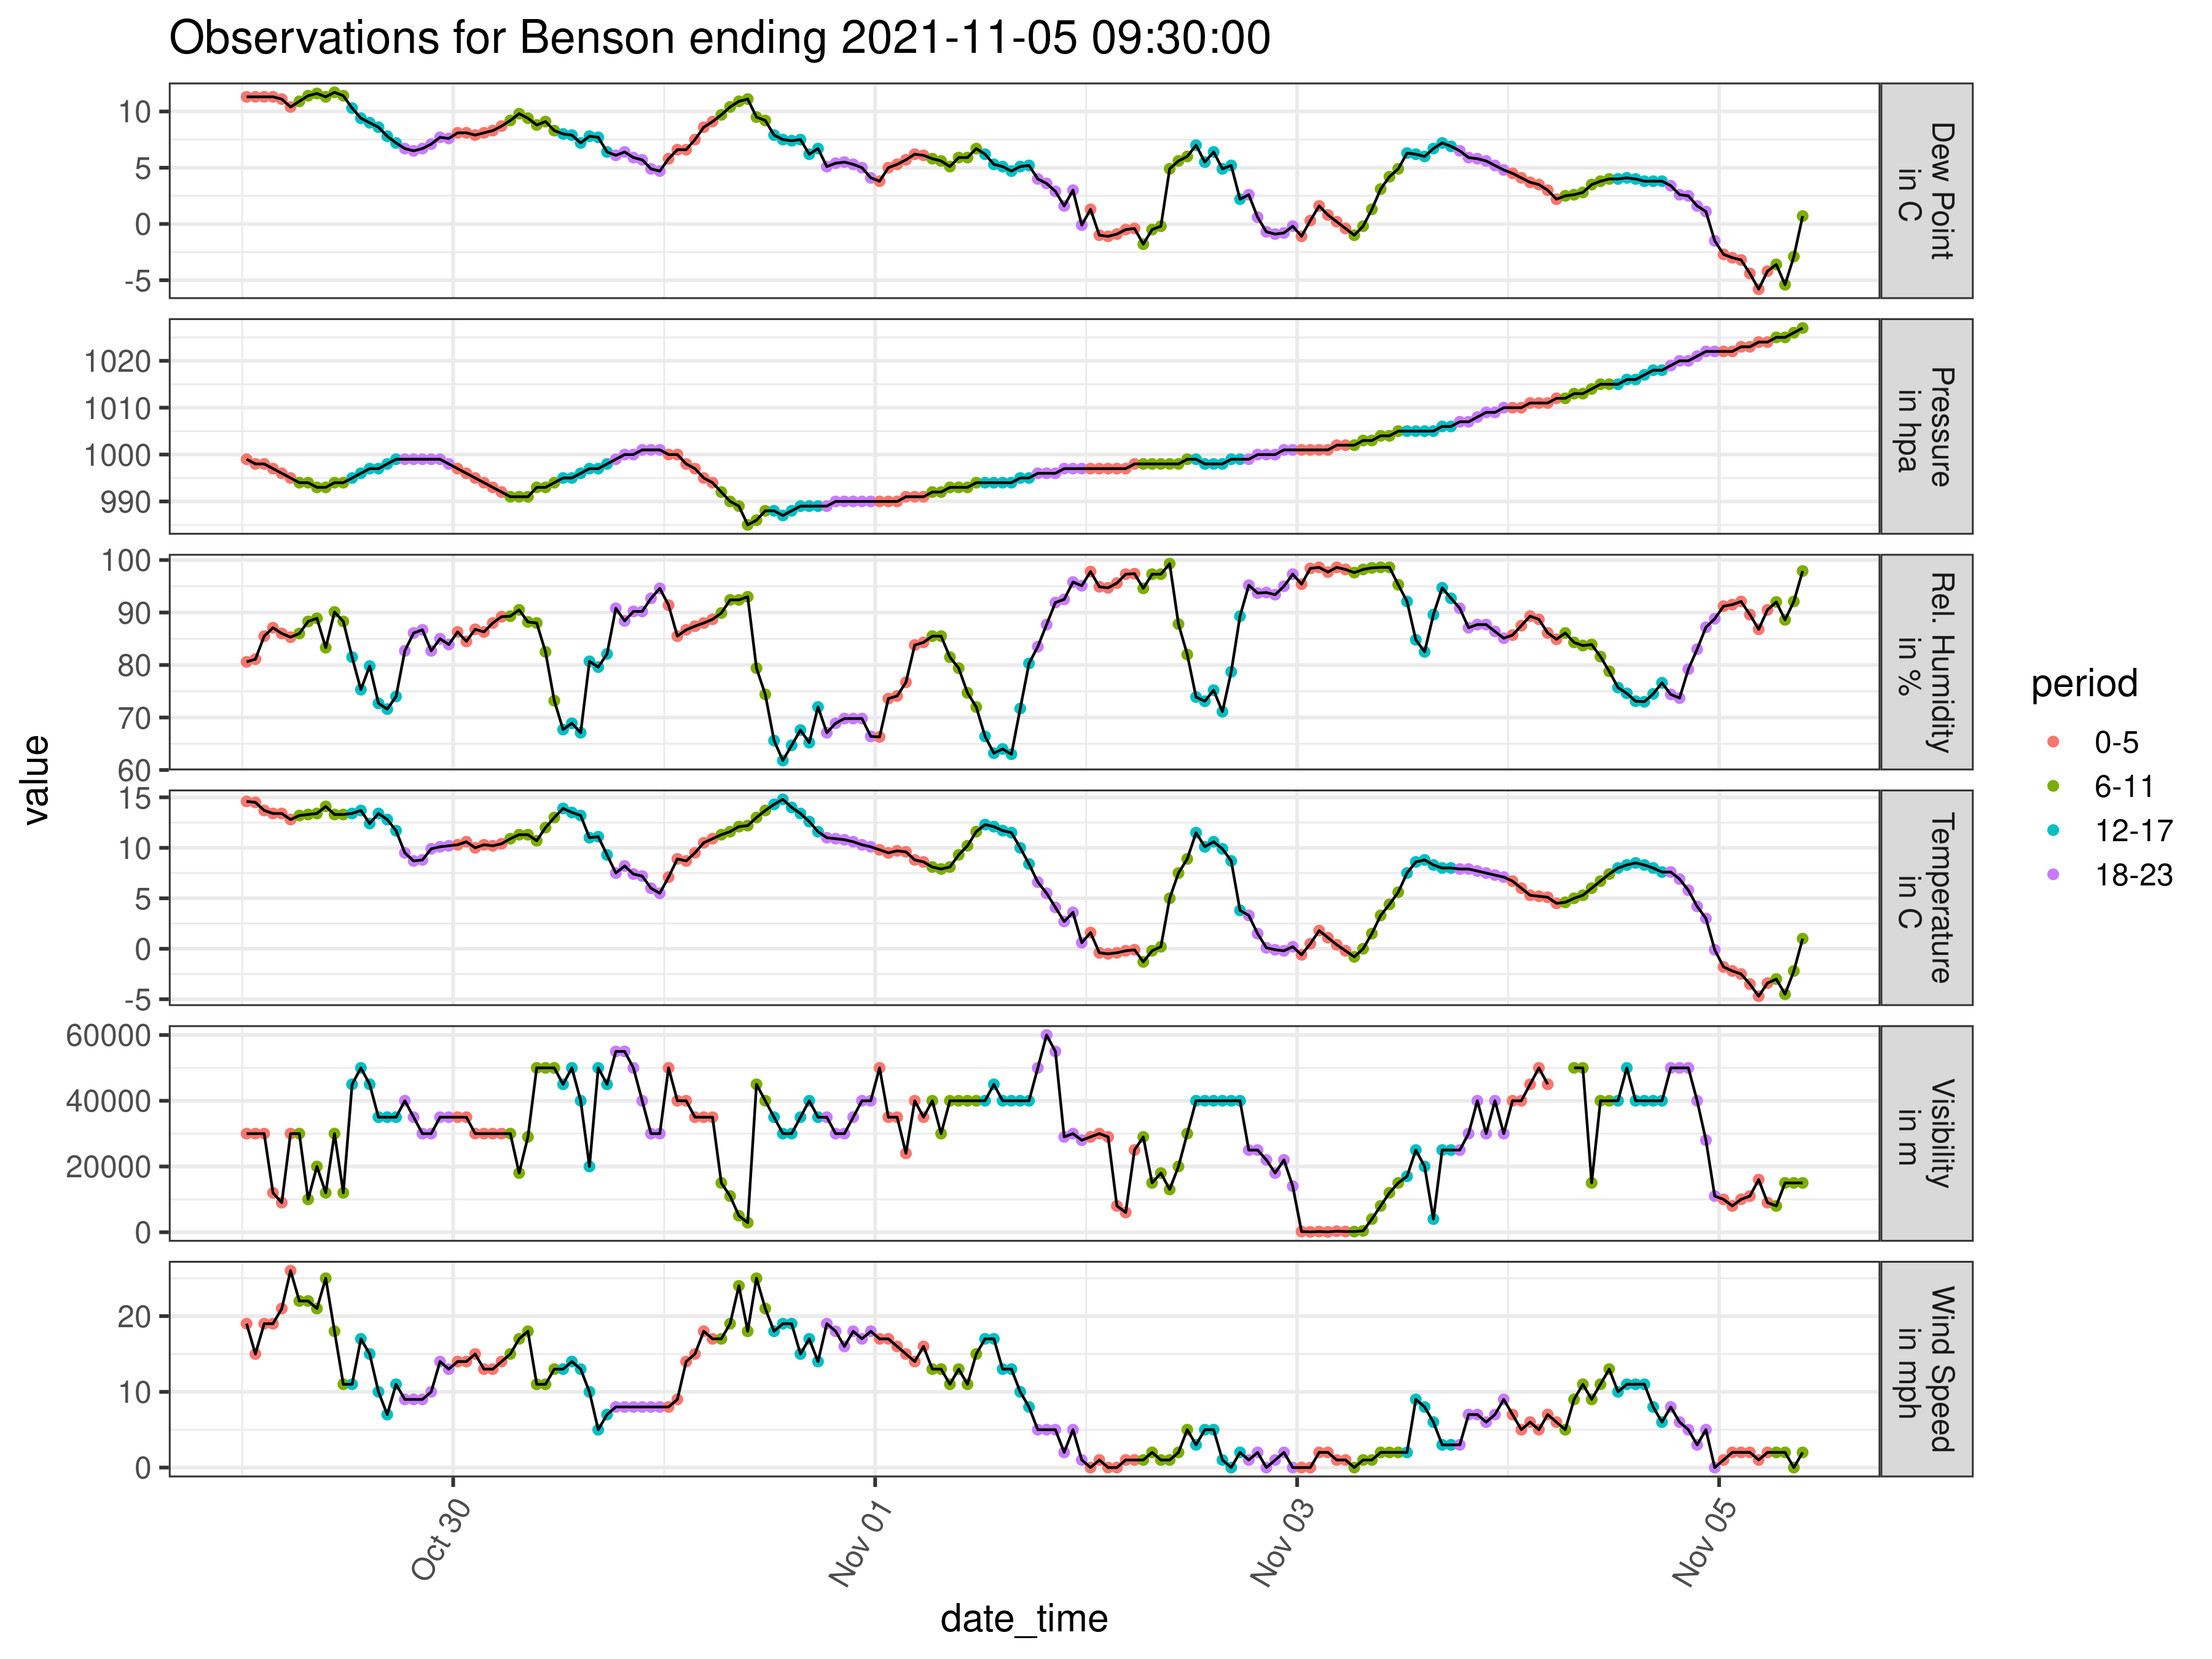 Observations for Benson ending 2021-11-05 09:30:00
value
10
5
0
-5
Dew Point
in C
1020
1010
1000
990
Pressure
in hpa
100
90
80
70
60
Rel. Humidity
in %
15
10
5
0
-5
Temperature
in C
60000
40000
20000
0
Visibility
in m
20
10
0
Wind Speed
in mph
Oct 30
Nov 01
Nov 03
Nov 05
date_time
period
0-5
6-11
12-17
18-23